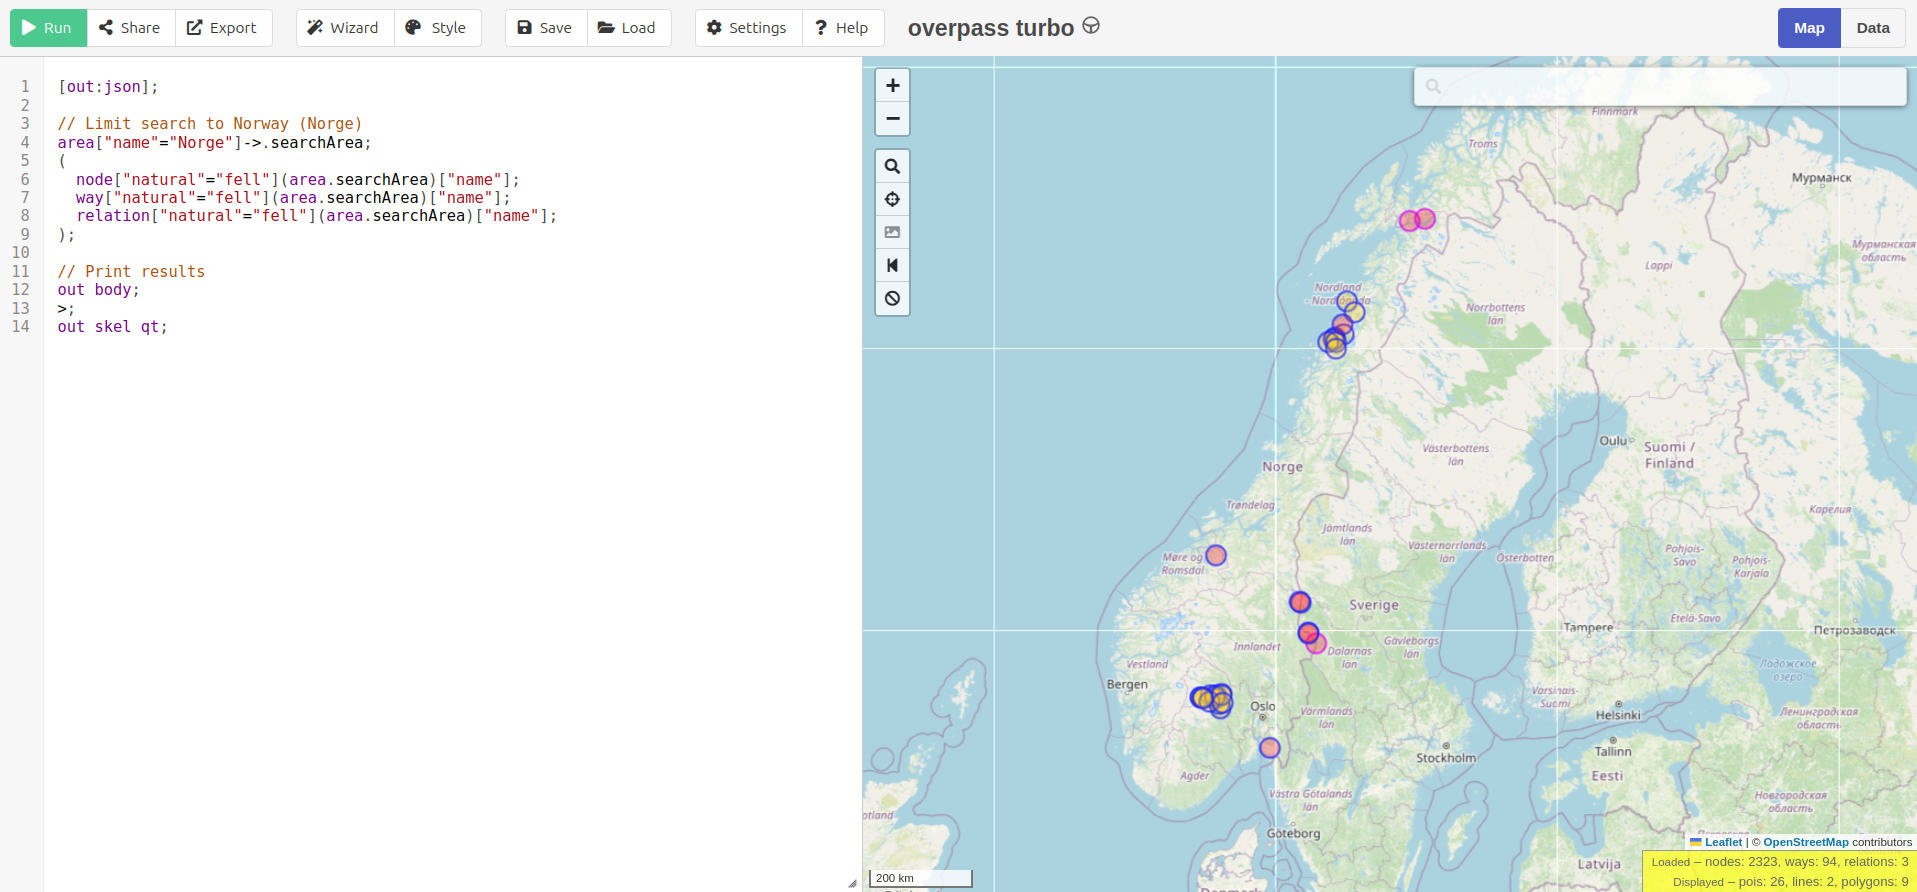 Run Share Export Wizard Style Save Load Settings Help overpass turbo Map Data
1 [out:json];
2
3 // Limit search to Norway (Norge)
4 area["name"="Norge"]->.searchArea;
5 (
6 node["natural"="fell"](area.searchArea)["name"];
7 way["natural"="fell"](area.searchArea)["name"];
8 relation["natural"="fell"](area.searchArea)["name"];
9 );
10
11 // Print results
12 out body;
13 >;
14 out skel qt;
+
−
Finnmark
Troms
Мурманск
Мурманская
область
Lappi
Nordland
Norrbottens
län
Oulu
Suomi /
Finland
Västerbottens
län
Norge
Trøndelag
Карелия
Jämtlands
län
Västernorrlands
län
Österbotten
Pohjois-
Savo
Pohjois-
Karjala
Møre og
Romsdal
Sverige
Etelä-Savo
Tampere
Петрозаводск
Innlandet
Dalarnas
län
Gävleborgs
län
Vestland
Ладожское
озеро
Bergen
Varsinais-
Suomi
Oslo
Värmlands
län
Helsinki
Ленинградская
область
Tallinn
Stockholm
Eesti
Agder
Västra Götalands
län
Новгородская
область
Göteborg
Latvija
Leaflet | © OpenStreetMap contributors
Loaded – nodes: 2323, ways: 94, relations: 3
Displayed – pois: 26, lines: 2, polygons: 9
200 km